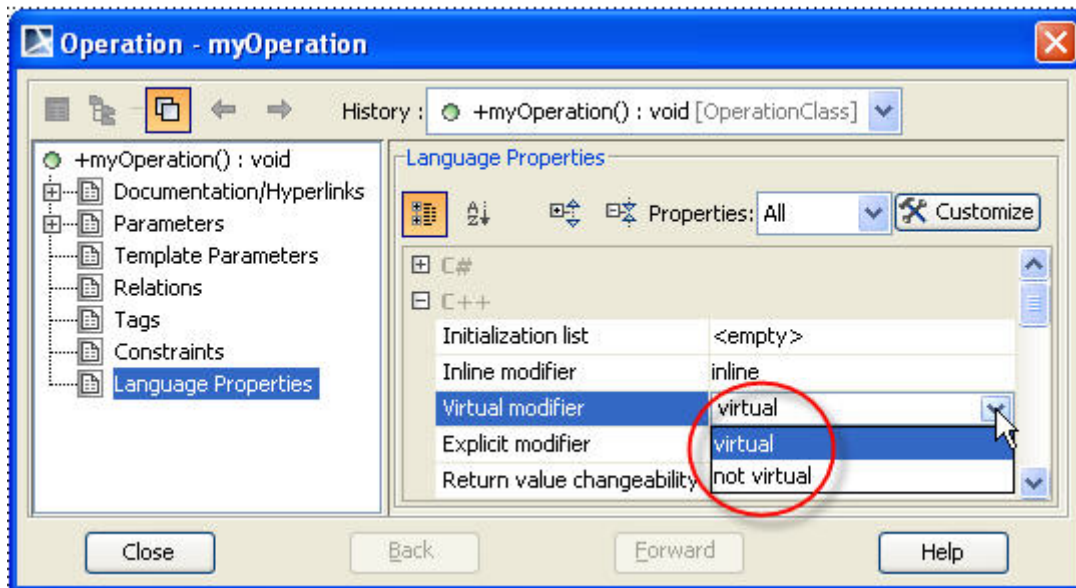 Operation - myOperation
History : +myOperation() : void [OperationClass]
+myOperation() : void
Documentation/Hyperlinks
Parameters
Template Parameters
Relations
Tags
Constraints
Language Properties
Language Properties
Properties: All Customize
C#
C++
Initialization list <empty>
Inline modifier inline
Virtual modifier virtual
Explicit modifier virtual
Return value changeability not virtual
Close Back Forward Help